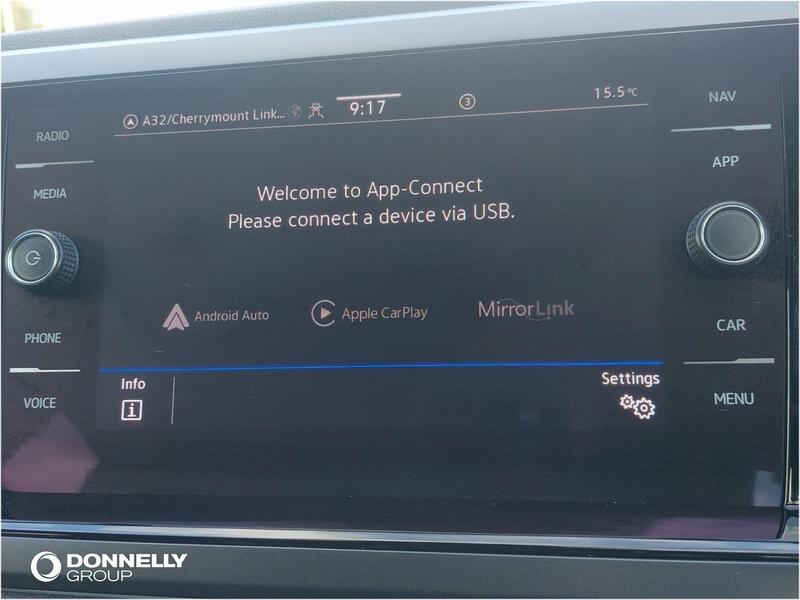 A32/Cherrymount Link... 9:17 3 15.5°C
RADIO
MEDIA
PHONE
VOICE
Welcome to App-Connect
Please connect a device via USB.
Android Auto Apple CarPlay MirrorLink
Info
i
Settings
NAV
APP
CAR
MENU
DONNELLY
GROUP